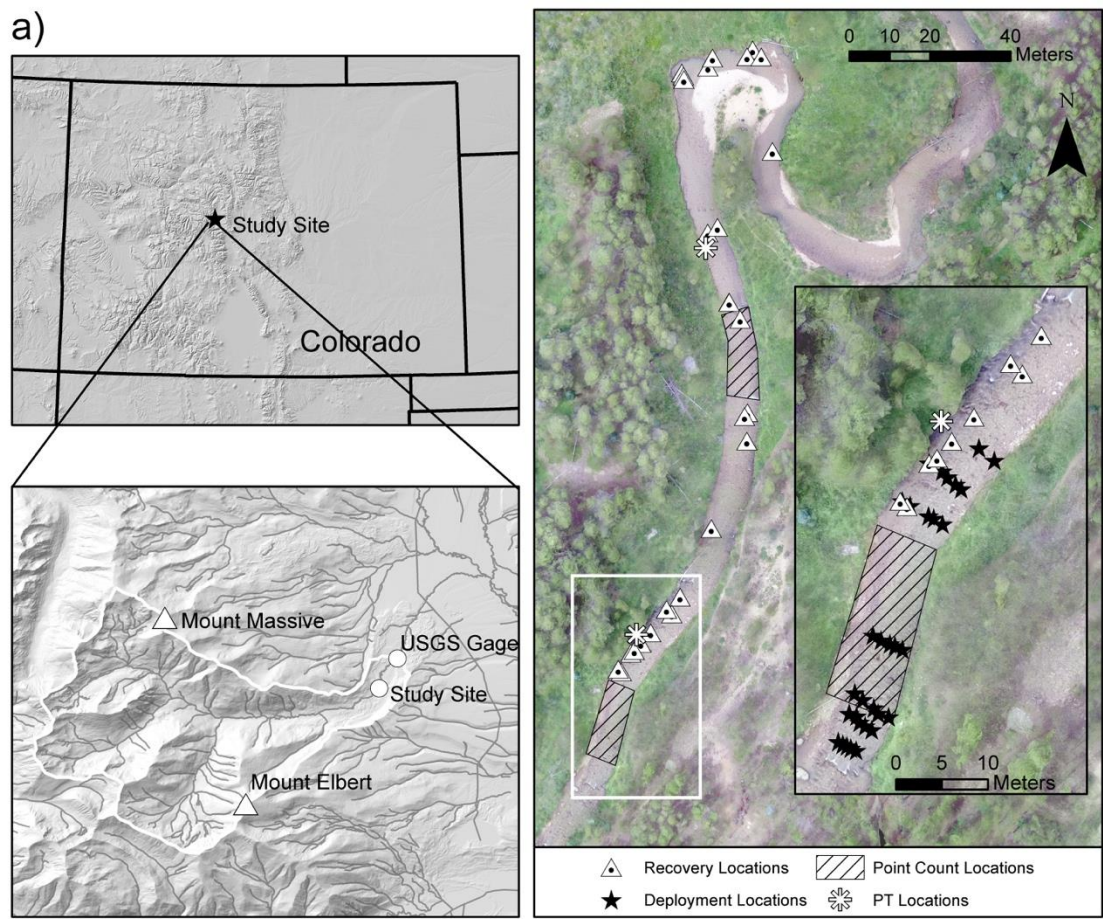 a)
Study Site
Colorado
Mount Massive
USGS Gage
Study Site
Mount Elbert
0 10 20 40
Meters
N
0 5 10
Meters
Recovery Locations
Point Count Locations
Deployment Locations
PT Locations